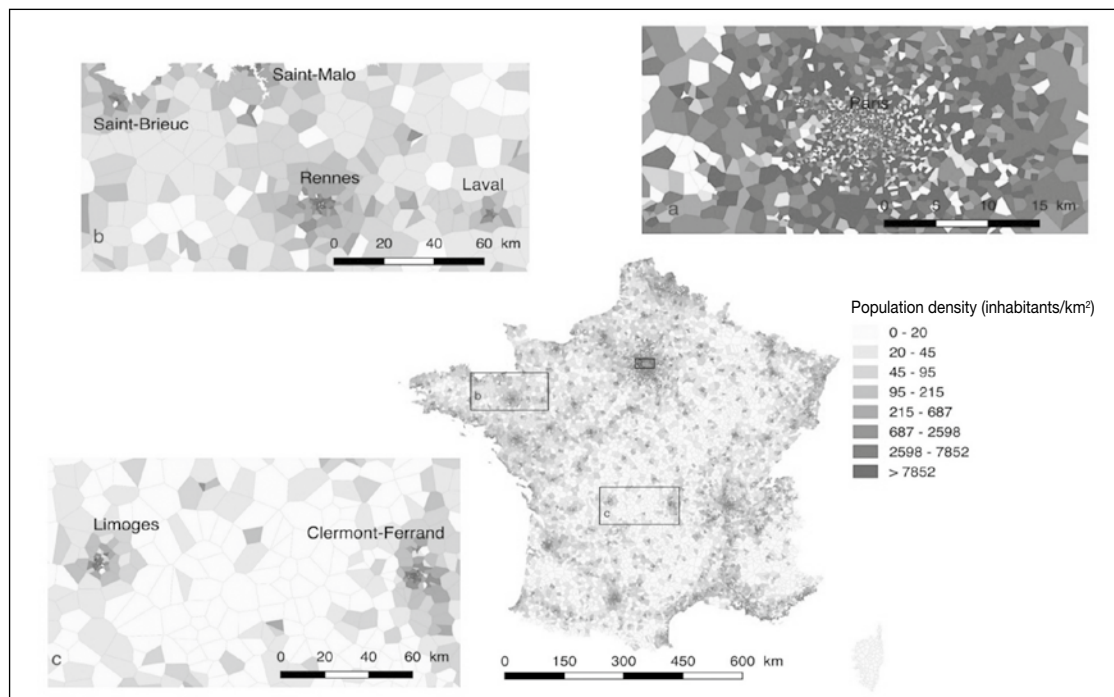 Saint-Malo
Saint-Brieuc
Rennes
Laval
b
0 20 40 60 km
Paris
a
0 5 10 15 km
Population density (inhabitants/km²)
0 - 20
20 - 45
45 - 95
95 - 215
215 - 687
687 - 2598
2598 - 7852
> 7852
b
c
Limoges
Clermont-Ferrand
c
0 20 40 60 km
0 150 300 450 600 km